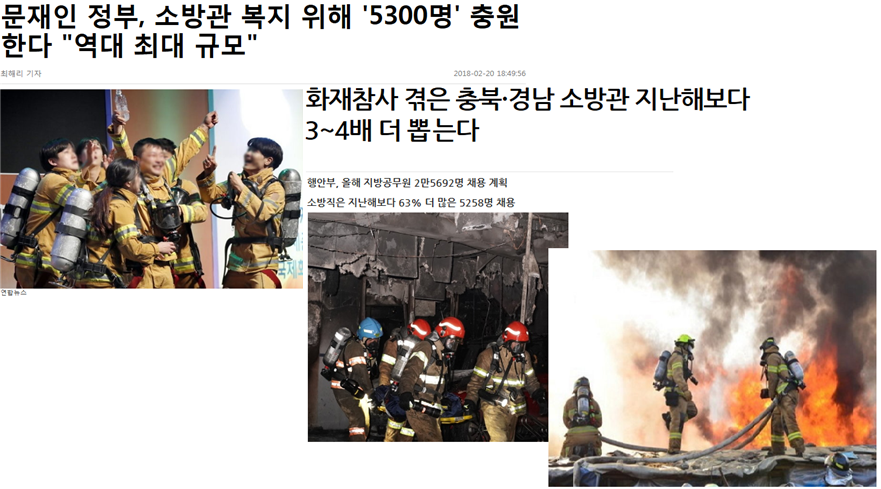 문재인 정부, 소방관 복지 위해 '5300명' 충원
한다 "역대 최대 규모"
최해리 기자
2018-02-20 18:49:56
화재참사 겪은 충북·경남 소방관 지난해보다
3~4배 더 뽑는다
행안부, 올해 지방공무원 2만5692명 채용 계획
소방직은 지난해보다 63% 더 많은 5258명 채용
연합뉴스